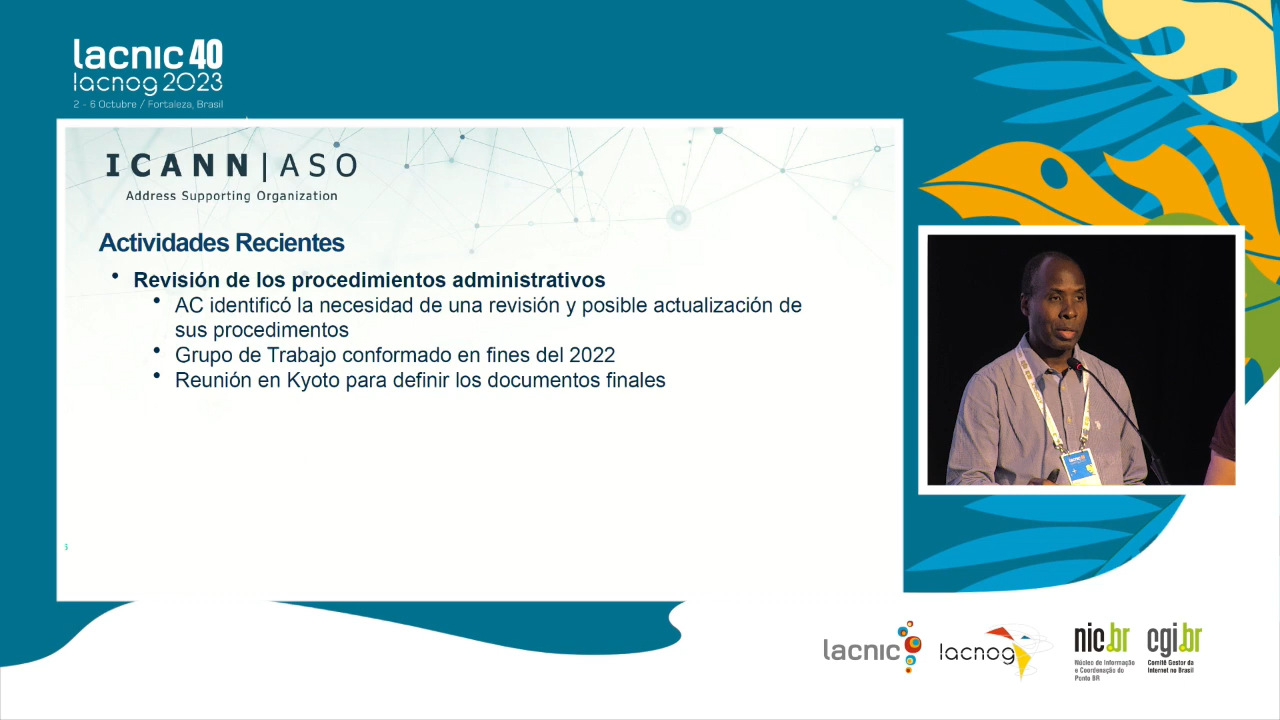 lacnic 40
lacnog 2023
2 - 6 Octubre / Fortaleza, Brasil
ICANN|ASO
Address Supporting Organization
Actividades Recientes
• Revisión de los procedimientos administrativos
• AC identificó la necesidad de una revisión y posible actualización de
sus procedimentos
• Grupo de Trabajo conformado en fines del 2022
• Reunión en Kyoto para definir los documentos finales
lacnic
lacnog
nic.br
Núcleo de Informação
e Coordenação do
Ponto BR
cgi.br
Comitê Gestor da
Internet no Brasil